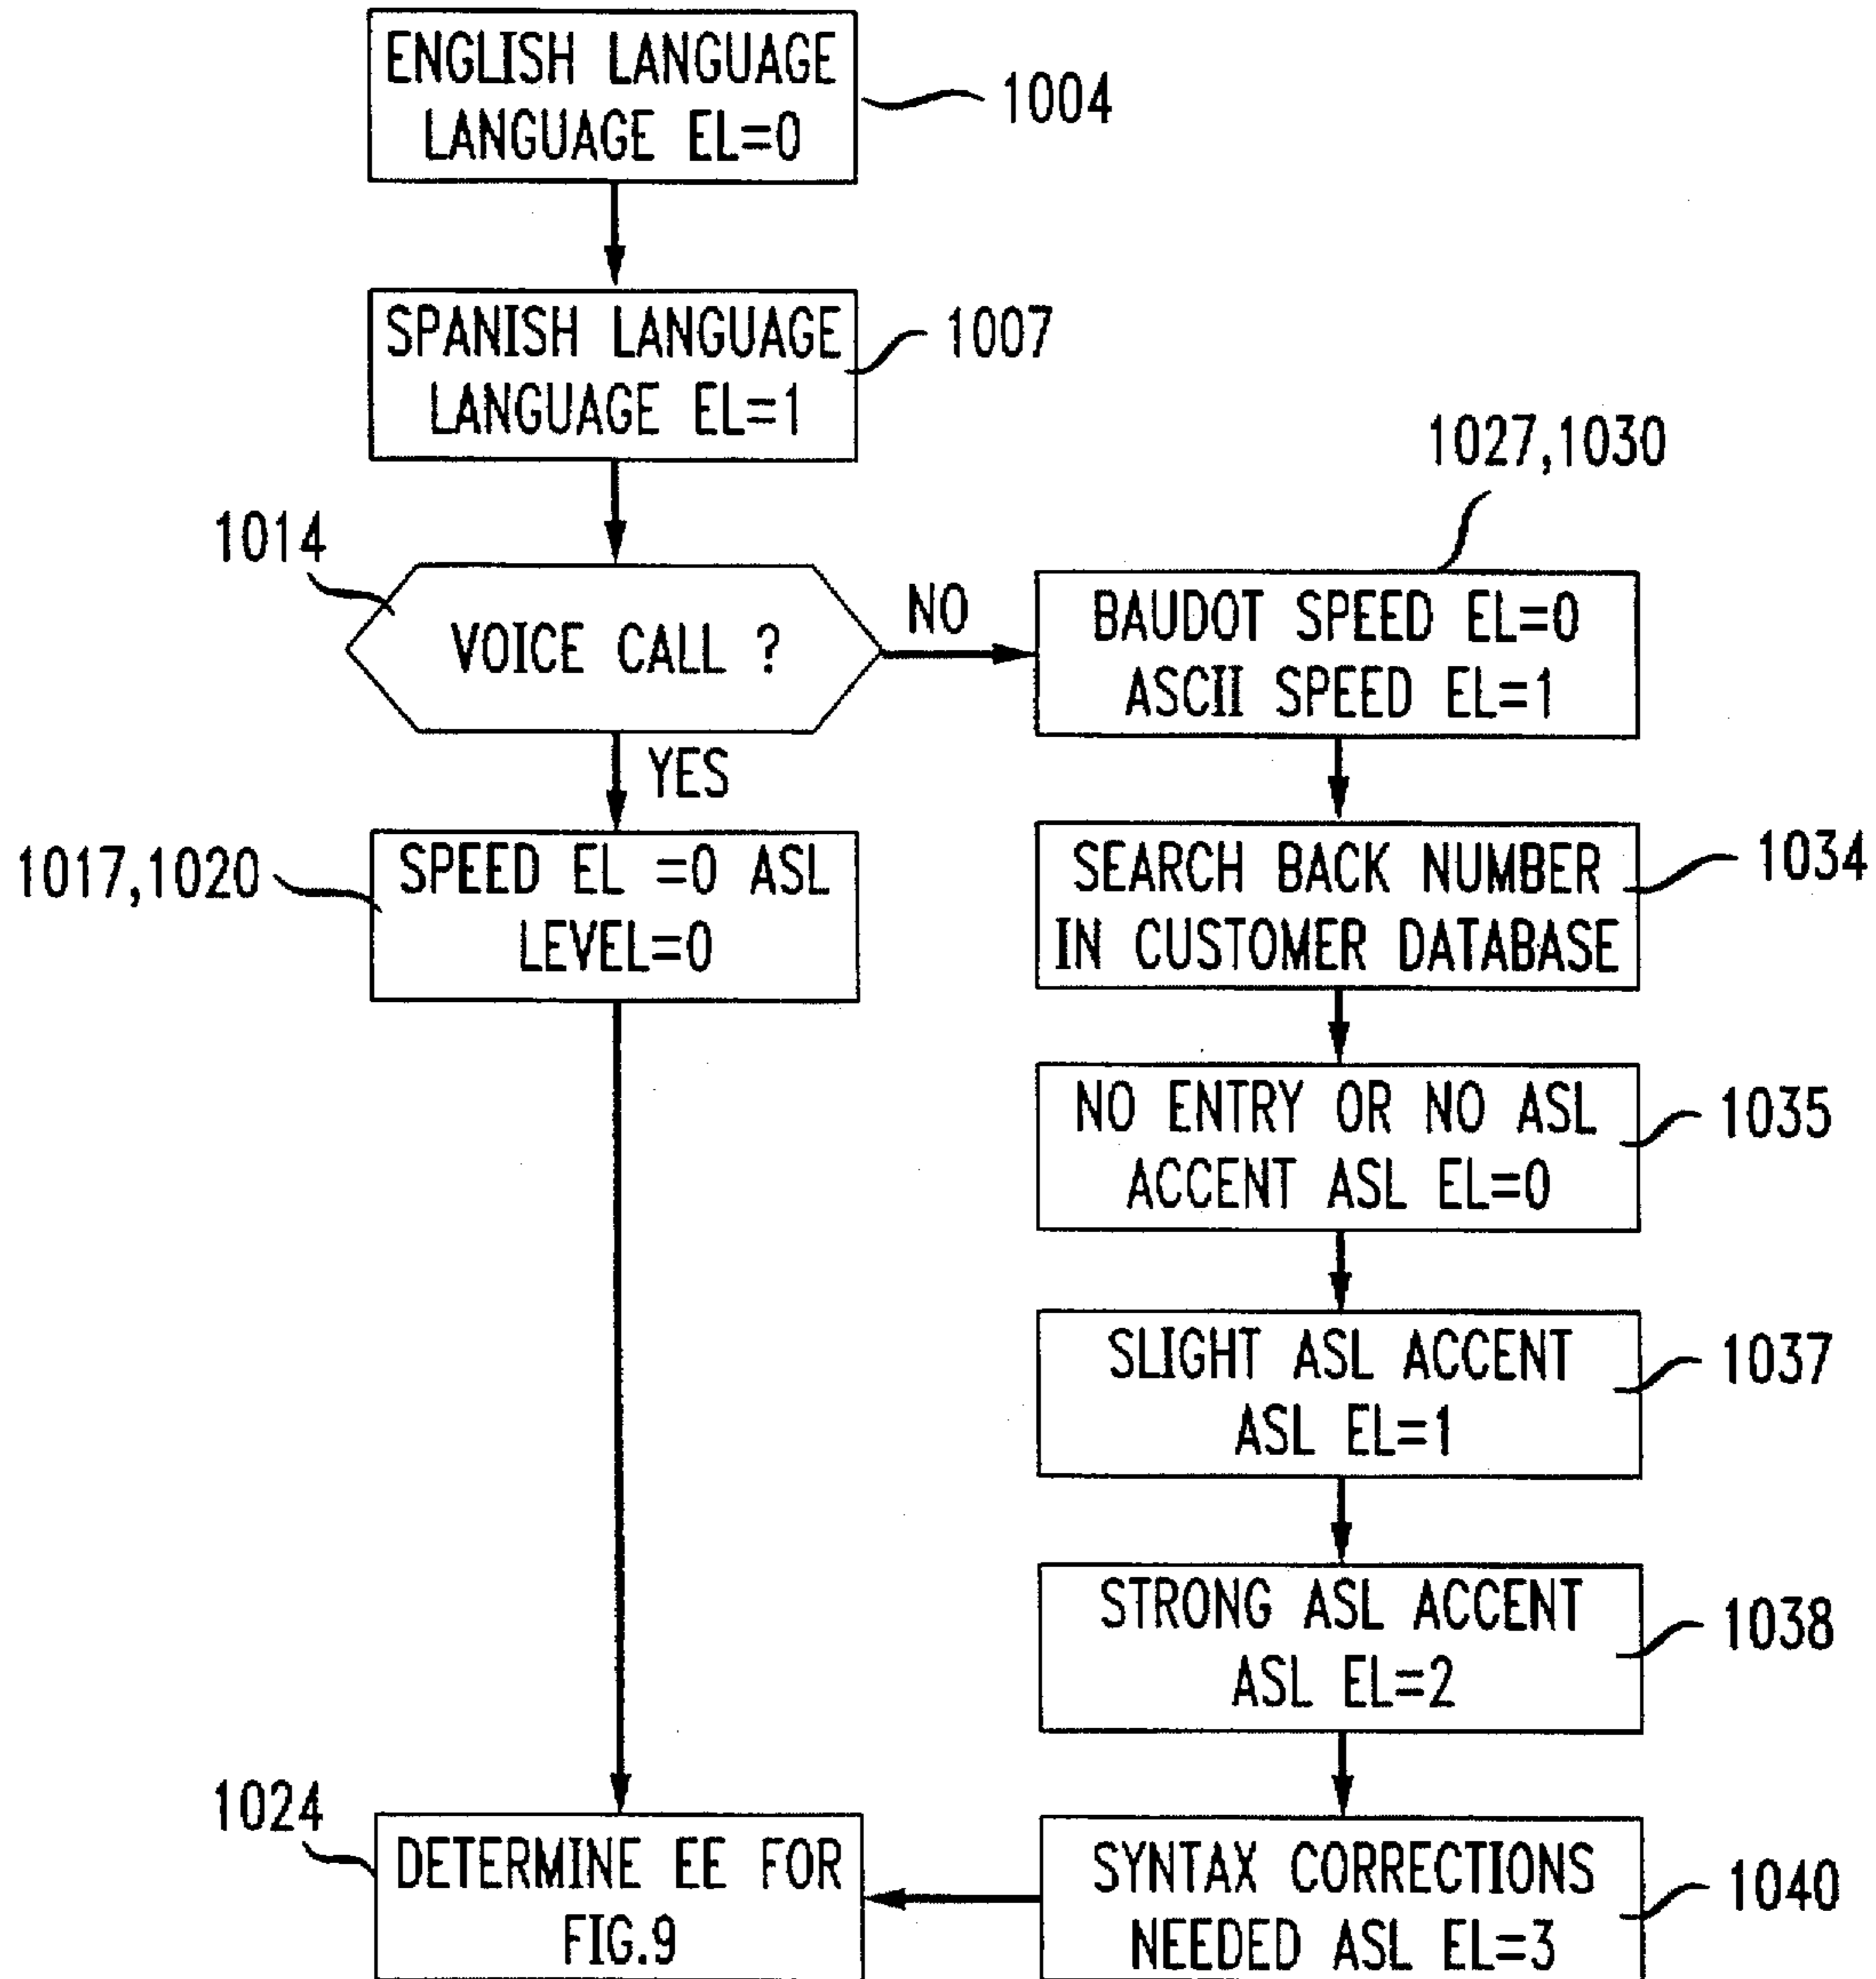 ENGLISH LANGUAGE
LANGUAGE EL=0
1004
SPANISH LANGUAGE
LANGUAGE EL=1
1007
1014
VOICE CALL ?
NO
YES
1027,1030
BAUDOT SPEED EL=0
ASCII SPEED EL=1
1017,1020
SPEED EL =0 ASL
LEVEL=0
SEARCH BACK NUMBER
IN CUSTOMER DATABASE
1034
NO ENTRY OR NO ASL
ACCENT ASL EL=0
1035
SLIGHT ASL ACCENT
ASL EL=1
1037
STRONG ASL ACCENT
ASL EL=2
1038
1024
DETERMINE EE FOR
FIG.9
SYNTAX CORRECTIONS
NEEDED ASL EL=3
1040